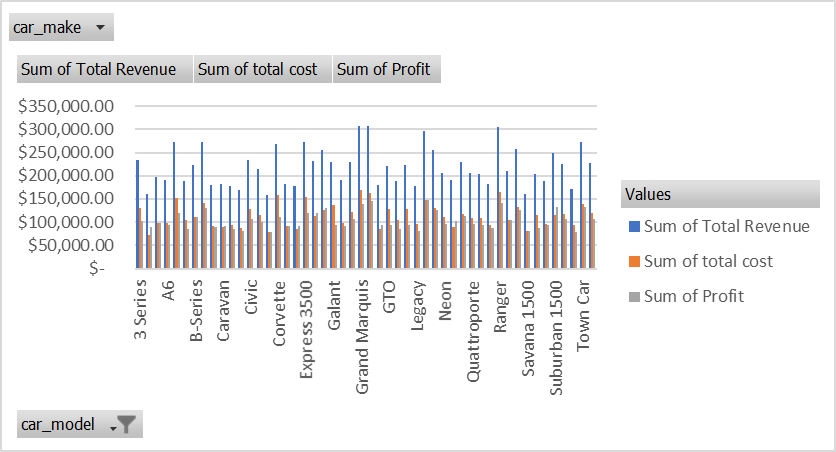 car_make
Sum of Total Revenue Sum of total cost Sum of Profit
$350,000.00
$300,000.00
$250,000.00
$200,000.00
$150,000.00
$100,000.00
$50,000.00
$-
3 Series
A6
B-Series
Caravan
Civic
Corvette
Express 3500
Galant
Grand Marquis
GTO
Legacy
Neon
Quattroporte
Ranger
Savana 1500
Suburban 1500
Town Car
Values
Sum of Total Revenue
Sum of total cost
Sum of Profit
car_model